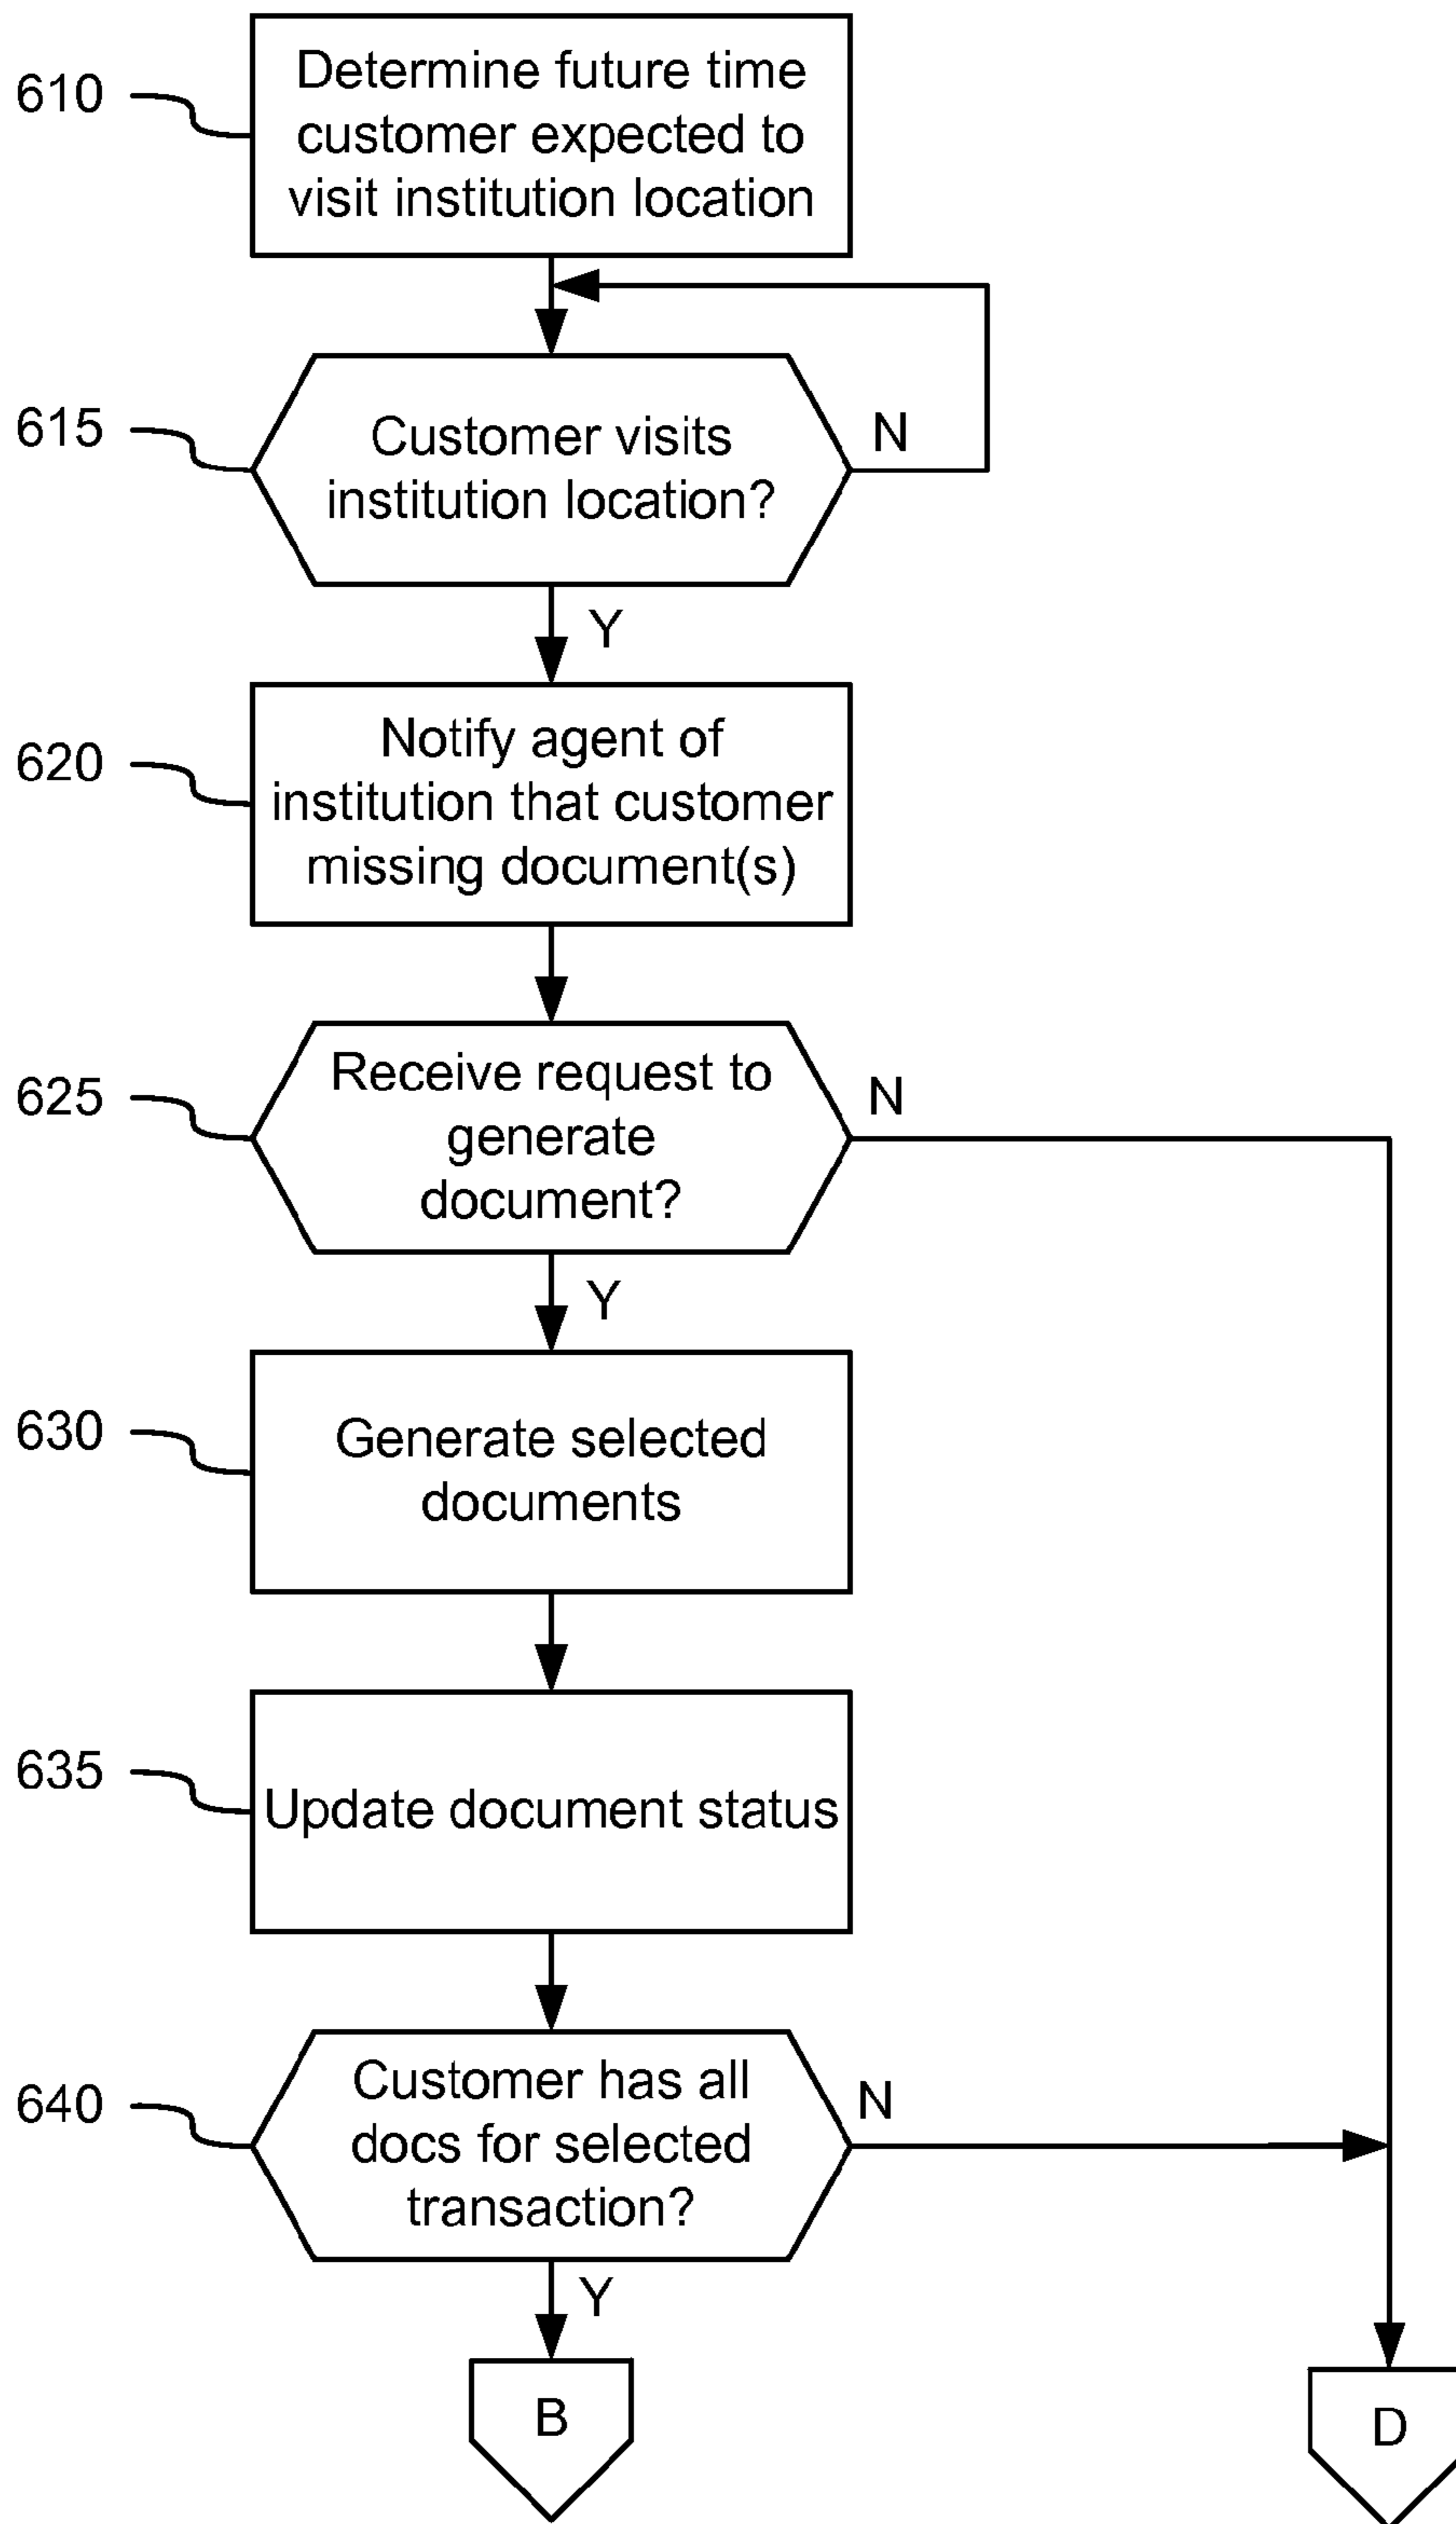 610
Determine future time
customer expected to
visit institution location
615
Customer visits
institution location?
N
Y
620
Notify agent of
institution that customer
missing document(s)
625
Receive request to
generate
document?
N
Y
630
Generate selected
documents
635
Update document status
640
Customer has all
docs for selected
transaction?
N
Y
B
D